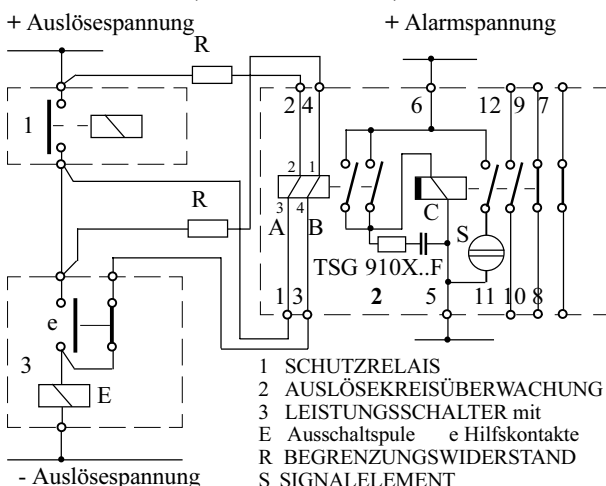 + Auslösespannung
+ Alarmspannung
R
2 4 6 12 9 7
1
2 1
3 4
A B
R
C
S
TSG 910X..F
e
1 3 2 5 11 10 8
3
E
1 SCHUTZRELAIS
2 AUSLÖSEKREISÜBERWACHUNG
3 LEISTUNGSSCHALTER mit
E Ausschaltspule e Hilfskontakte
R BEGRENZUNGSWIDERSTAND
- Auslösespannung
S SIGNALELEMENT